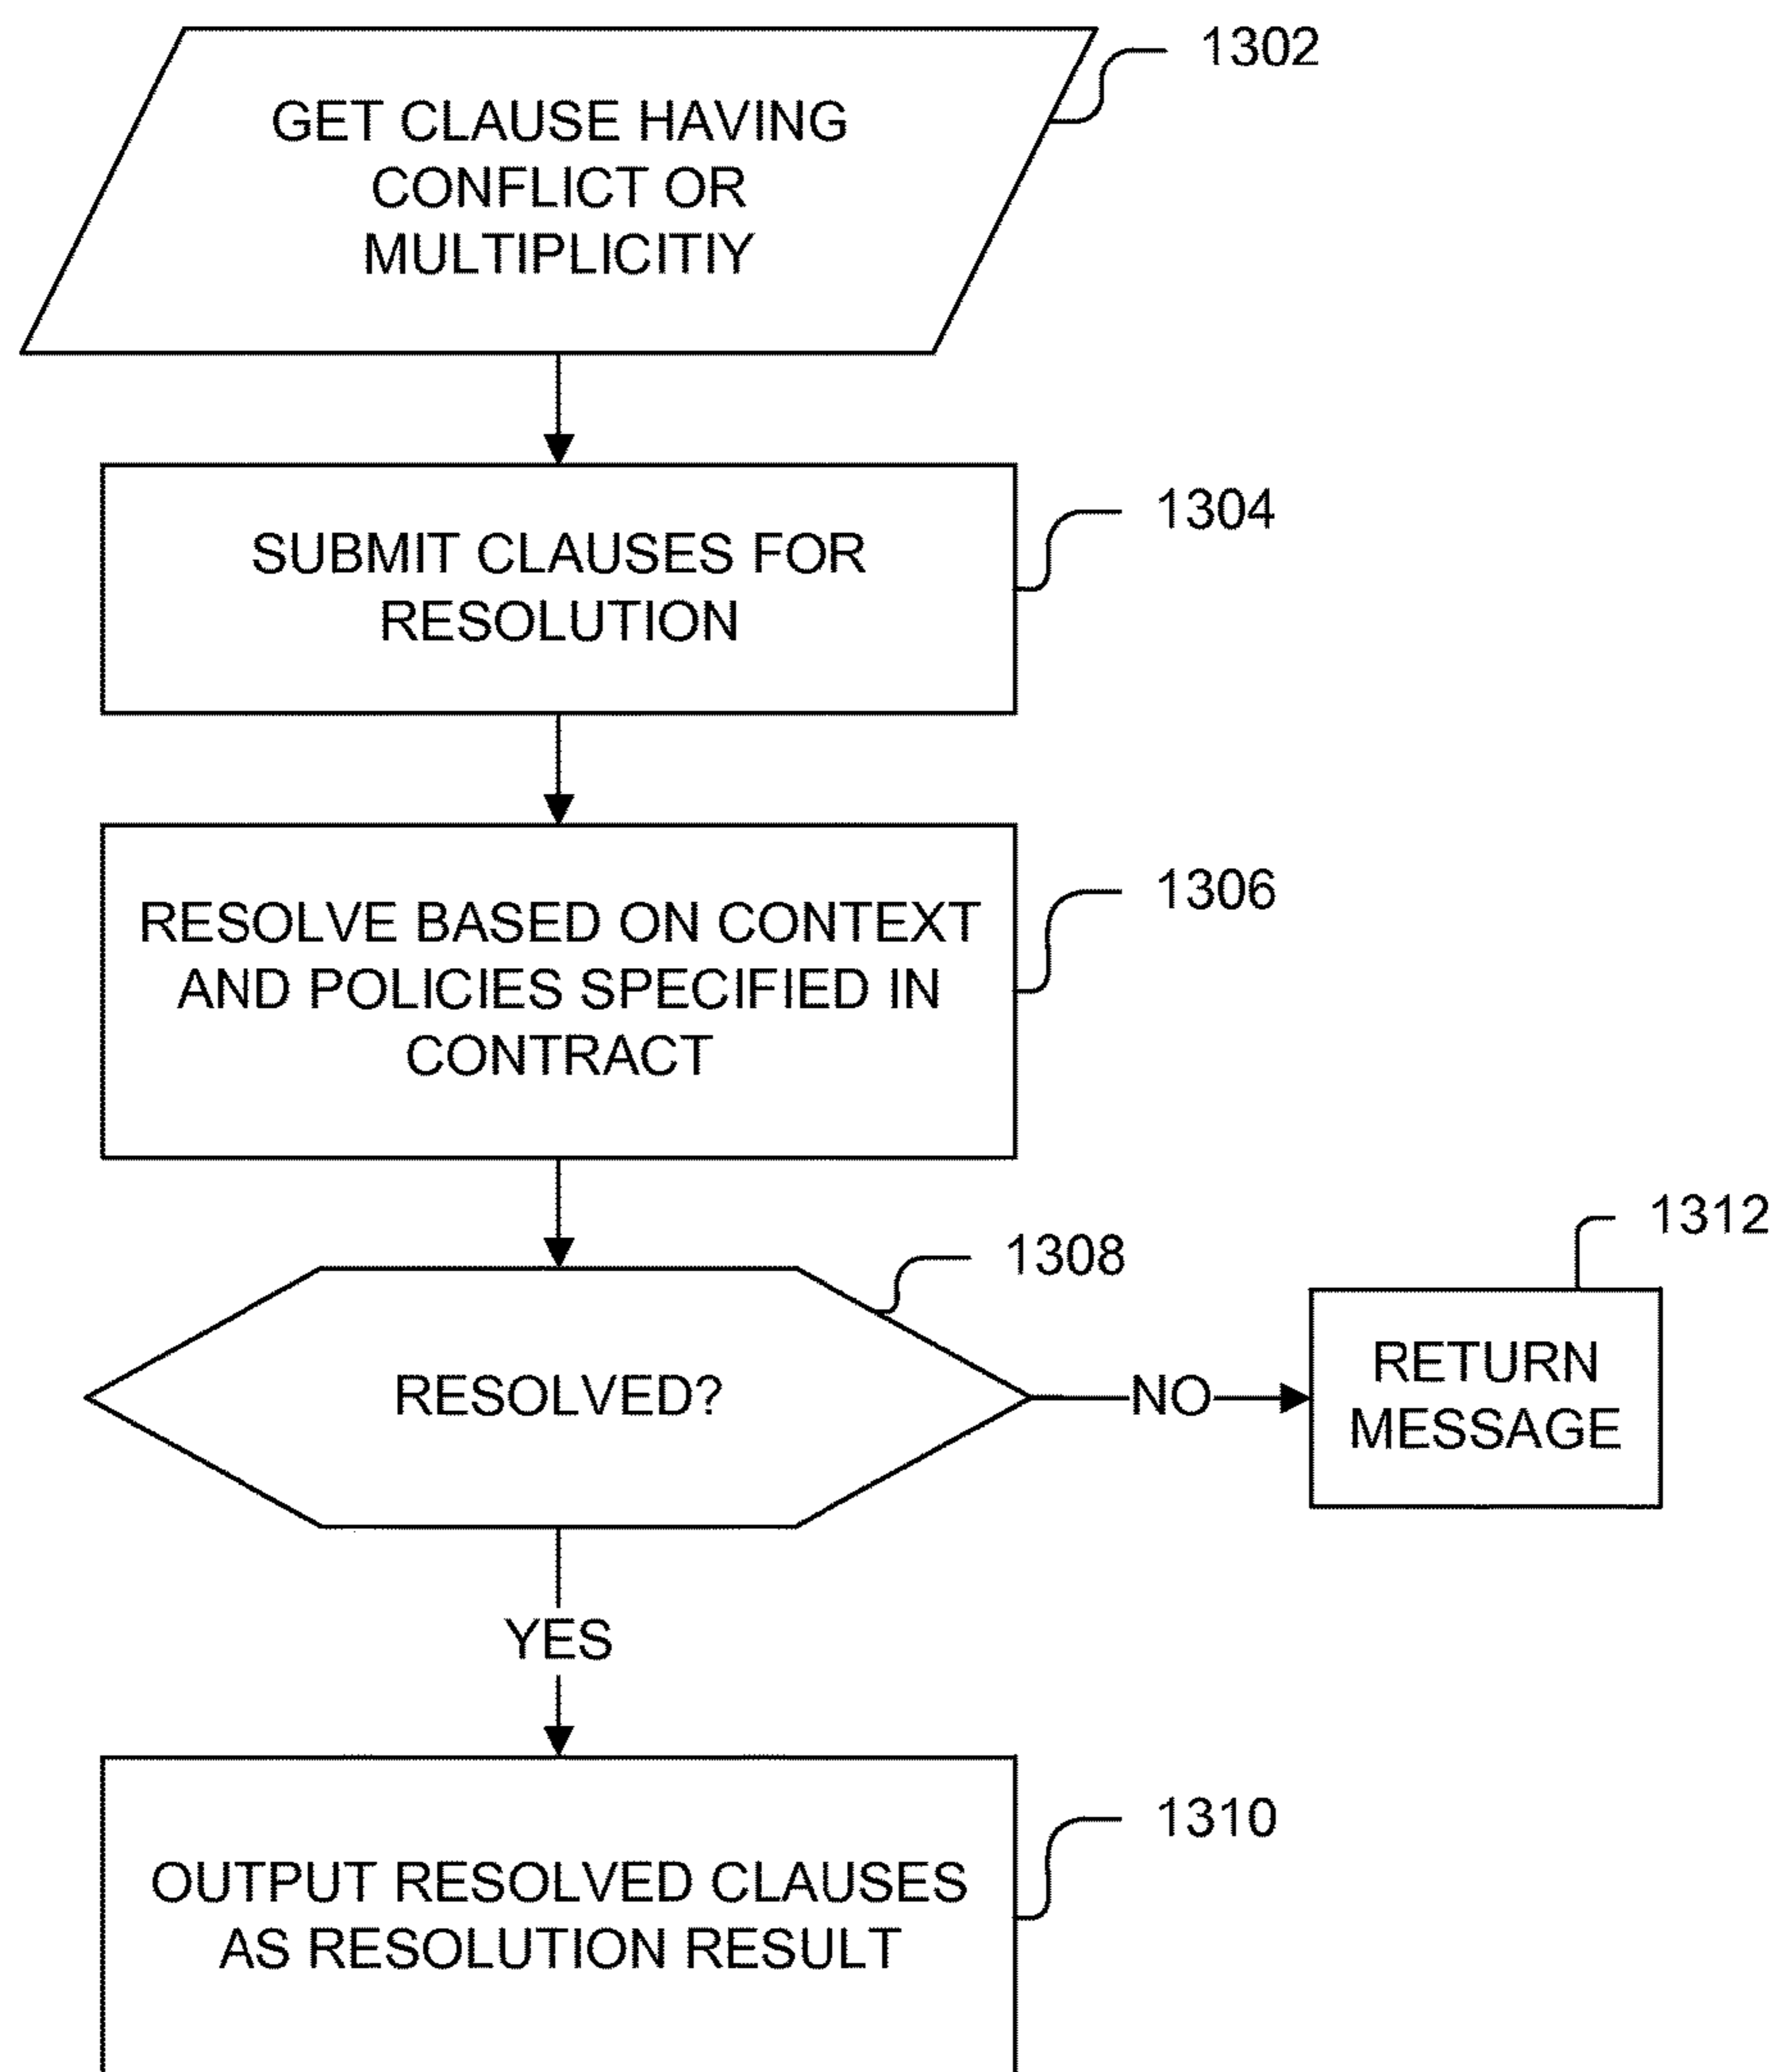 1302
GET CLAUSE HAVING
CONFLICT OR
MULTIPLICITIY
1304
SUBMIT CLAUSES FOR
RESOLUTION
1306
RESOLVE BASED ON CONTEXT
AND POLICIES SPECIFIED IN
CONTRACT
1308
1312
RESOLVED?
NO
RETURN
MESSAGE
YES
1310
OUTPUT RESOLVED CLAUSES
AS RESOLUTION RESULT